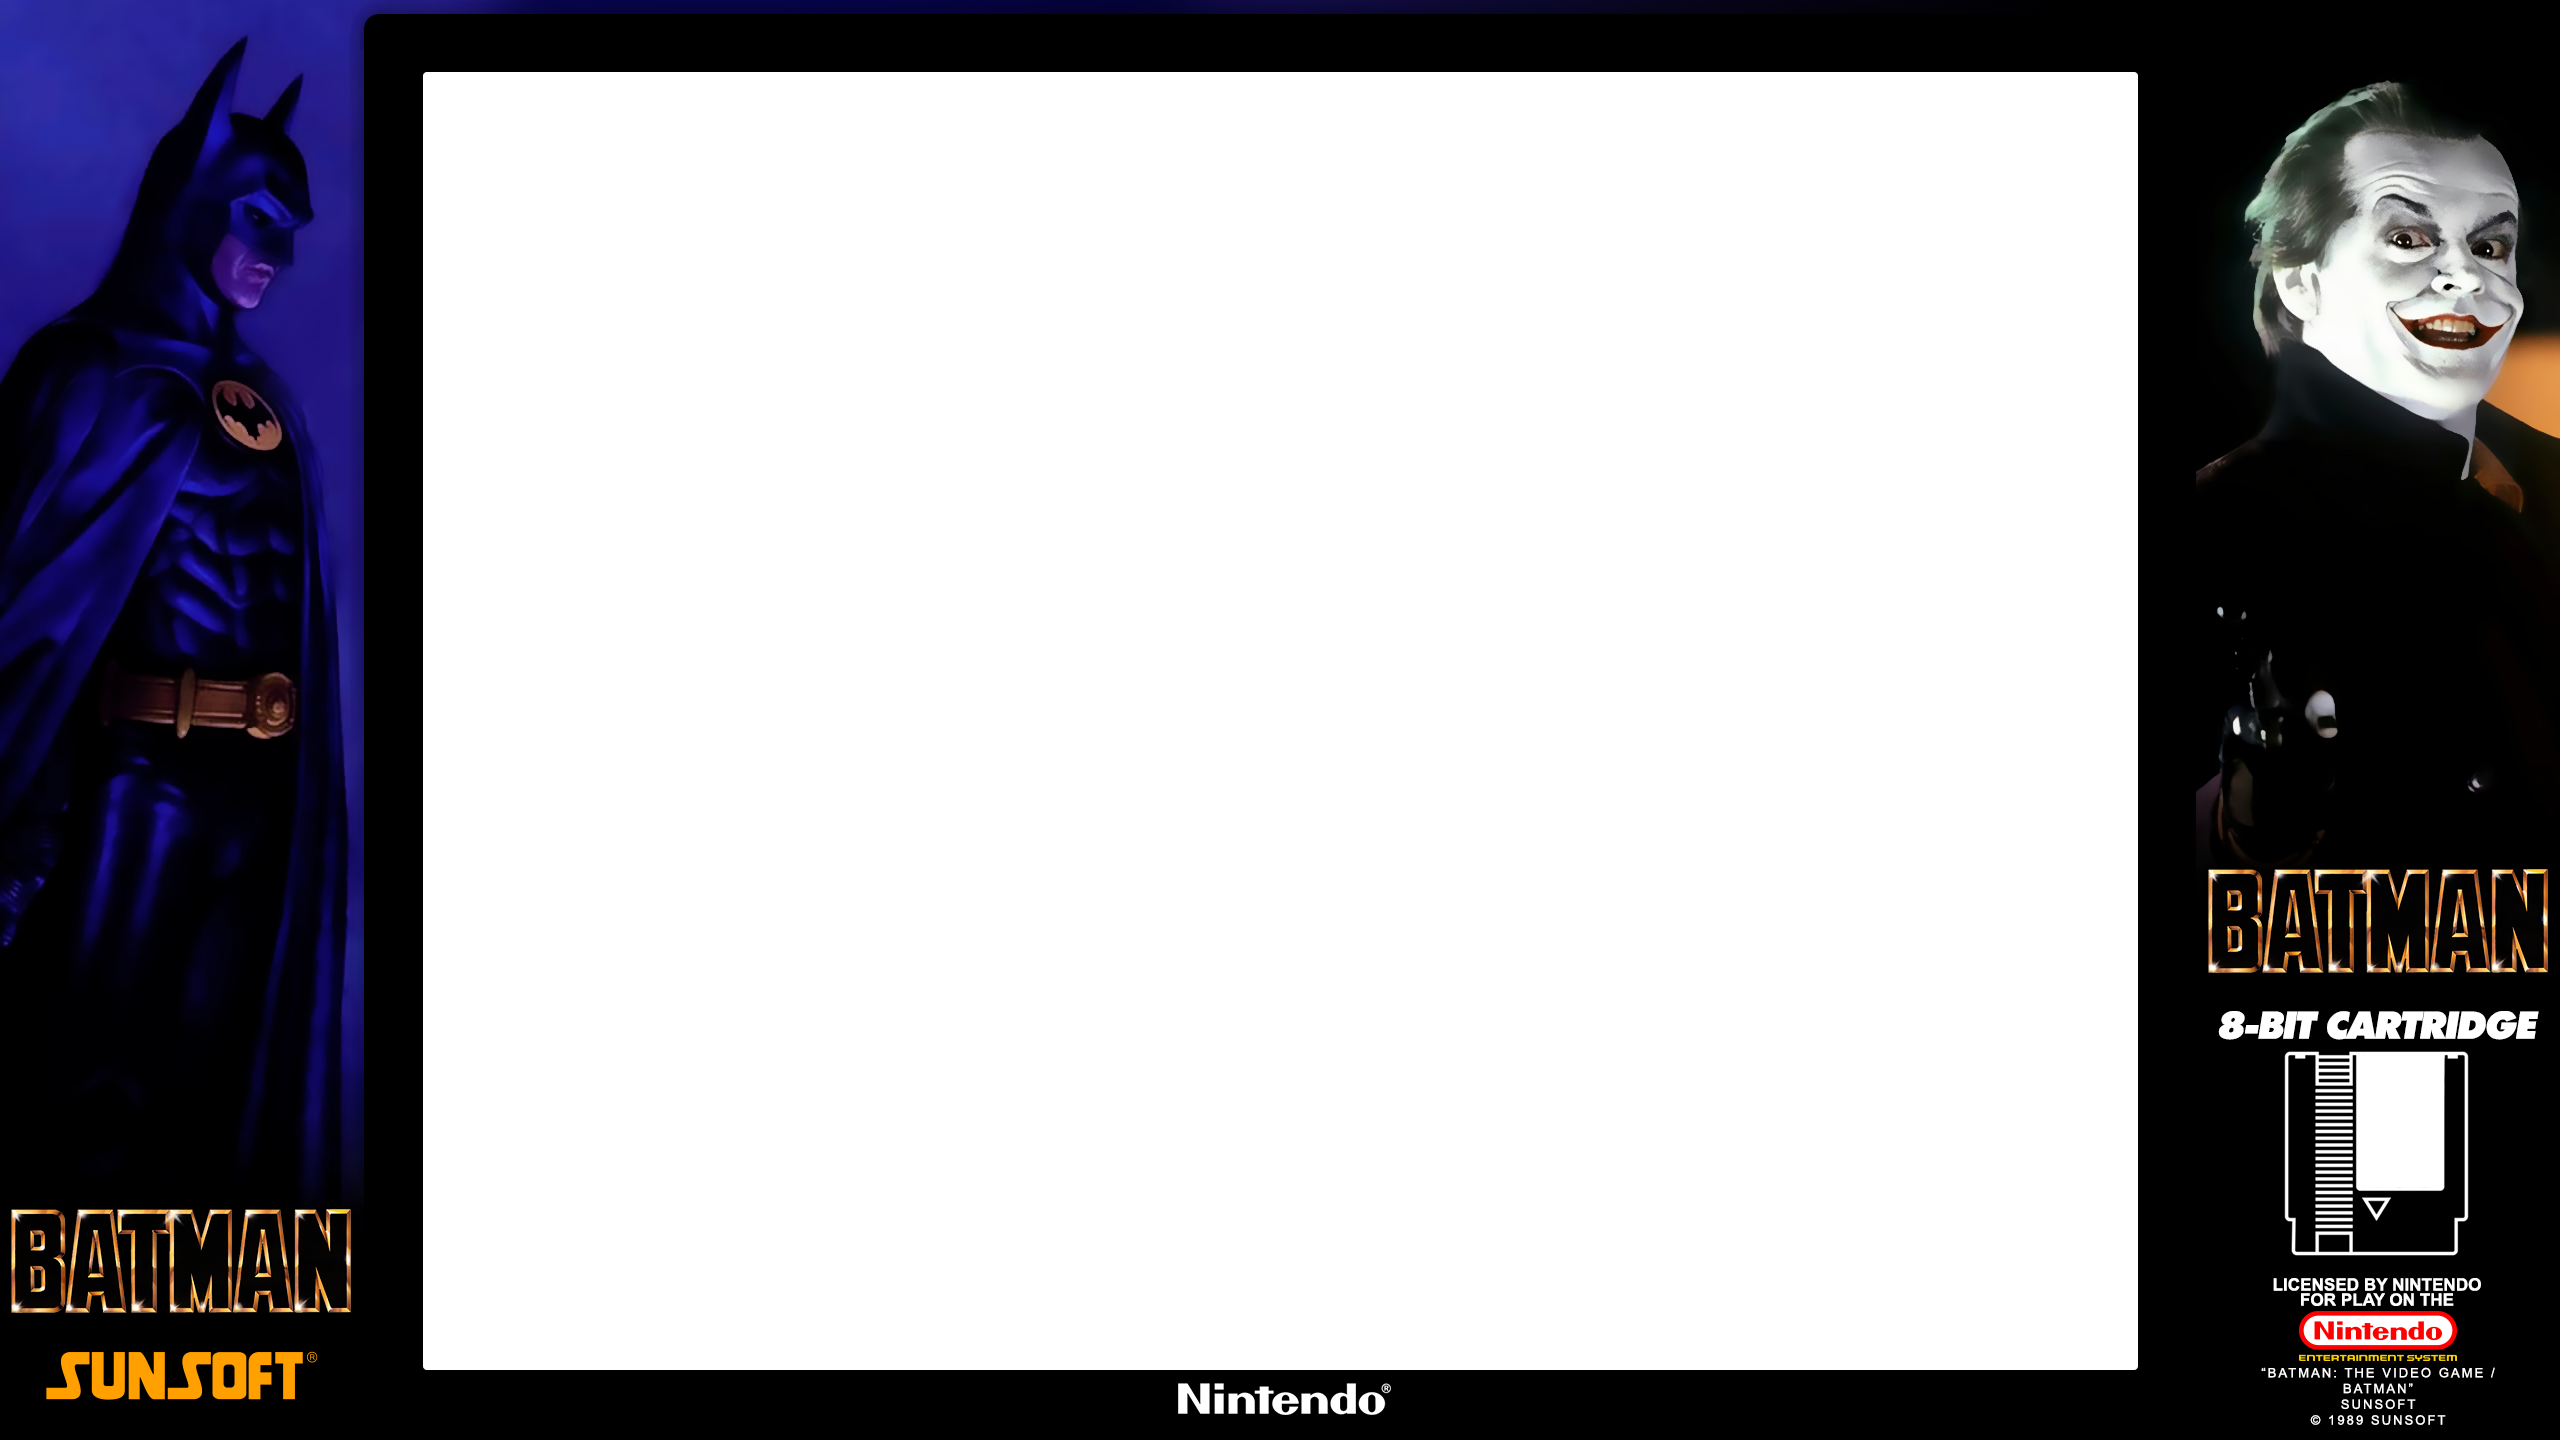 BATMAN
SUNSOFT®
Nintendo®
BATMAN
8-BIT CARTRIDGE
LICENSED BY NINTENDO
FOR PLAY ON THE
Nintendo
ENTERTAINMENT SYSTEM
“BATMAN: THE VIDEO GAME /
BATMAN”
SUNSOFT
© 1989 SUNSOFT